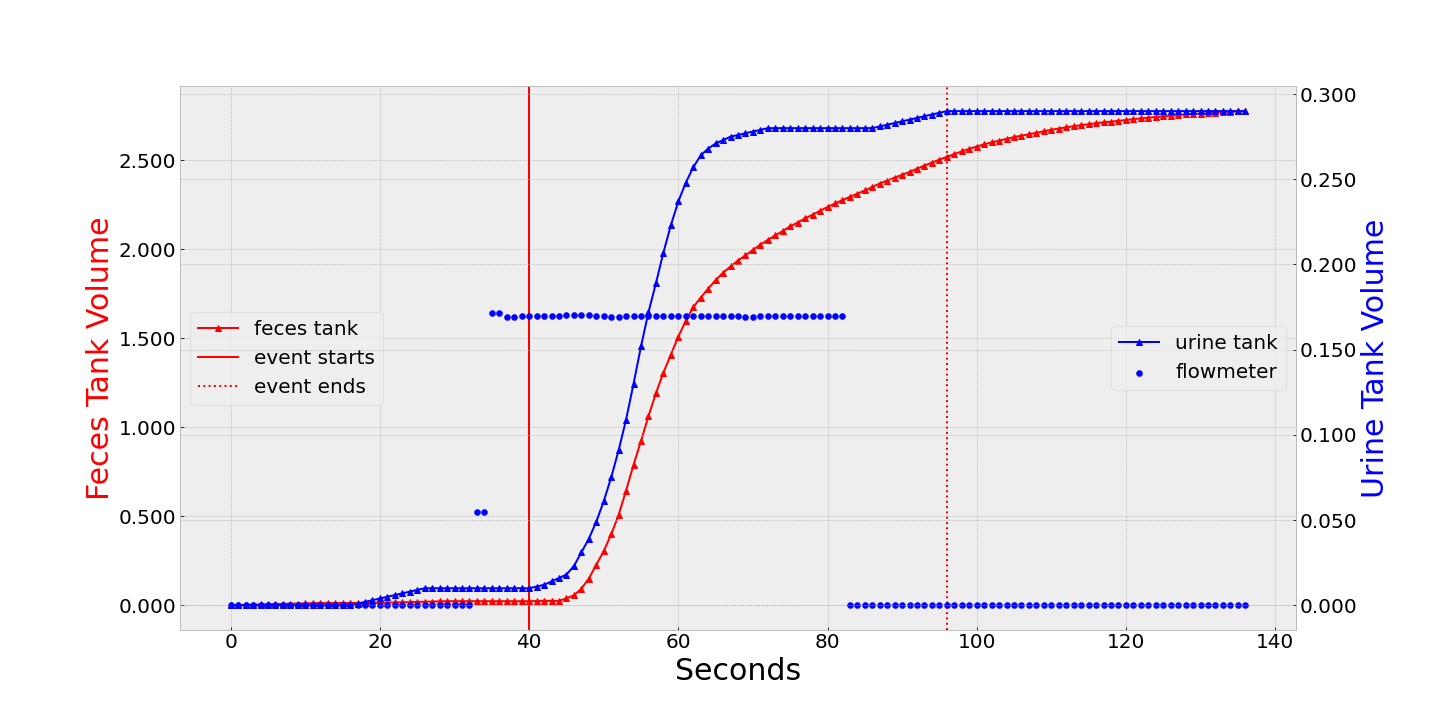 Feces Tank Volume
2.500
2.000
1.500
1.000
0.500
0.000
feces tank
event starts
event ends
urine tank
flowmeter
0.300
0.250
0.200
0.150
0.100
0.050
0.000
Urine Tank Volume
0 20 40 60 80 100 120 140
Seconds